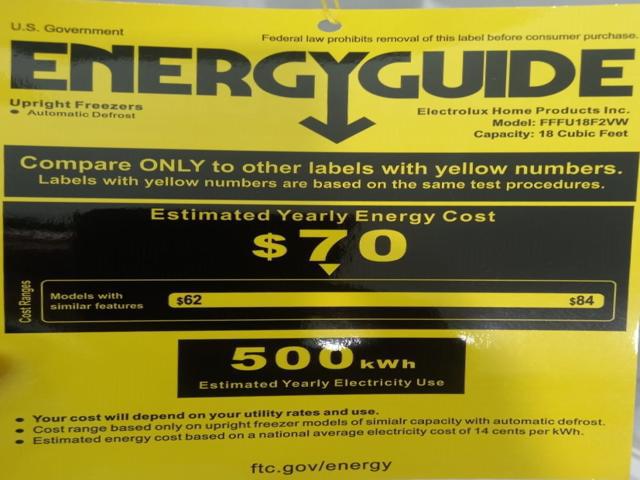 U.S. Government
Federal law prohibits removal of this label before consumer purchase.
ENERGYGUIDE
Upright Freezers
• Automatic Defrost
Electrolux Home Products Inc.
Model: FFFU18F2VW
Capacity: 18 Cubic Feet
Compare ONLY to other labels with yellow numbers.
Labels with yellow numbers are based on the same test procedures.
Estimated Yearly Energy Cost
$70
Cost Ranges
Models with
similar features
$62 $84
500 kWh
Estimated Yearly Electricity Use
• Your cost will depend on your utility rates and use.
• Cost range based only on upright freezer models of simialr capacity with automatic defrost.
• Estimated energy cost based on a national average electricity cost of 14 cents per kWh.
ftc.gov/energy